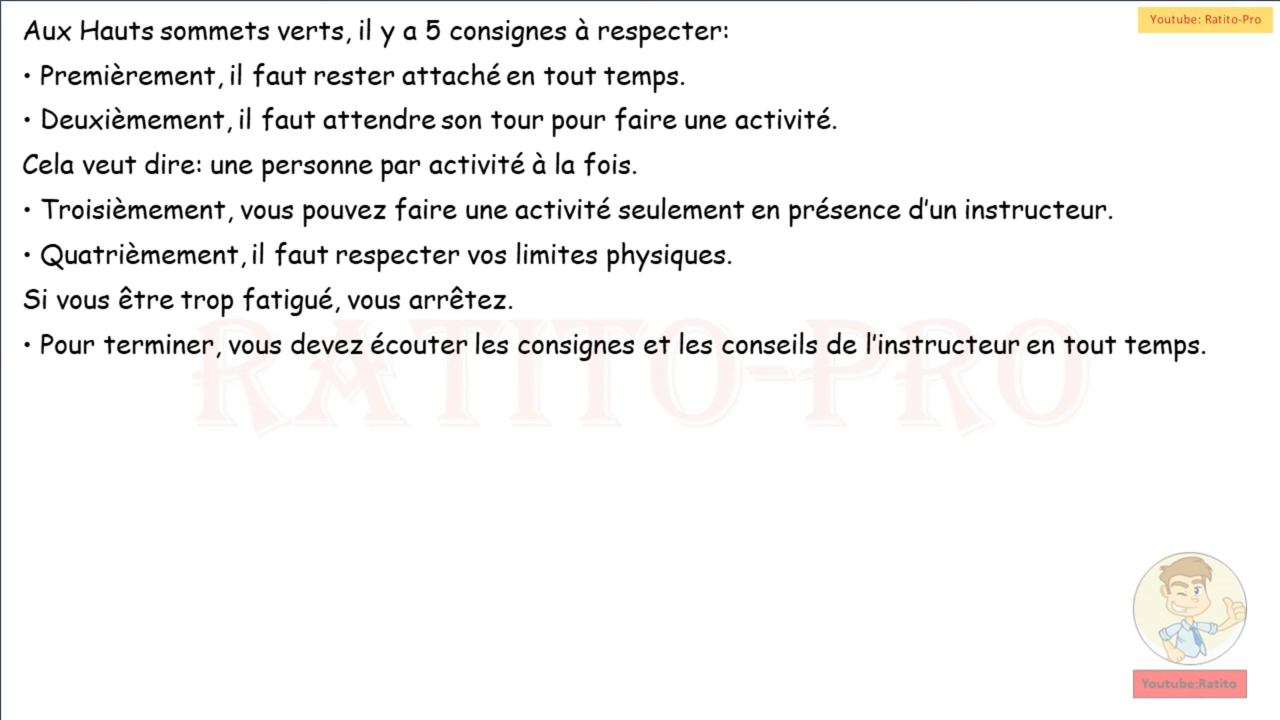 Youtube: Ratito-Pro
Aux Hauts sommets verts, il y a 5 consignes à respecter:
• Premièrement, il faut rester attaché en tout temps.
• Deuxièmement, il faut attendre son tour pour faire une activité.
Cela veut dire: une personne par activité à la fois.
• Troisièmement, vous pouvez faire une activité seulement en présence d'un instructeur.
• Quatrièmement, il faut respecter vos limites physiques.
Si vous être trop fatigué, vous arrêtez.
• Pour terminer, vous devez écouter les consignes et les conseils de l'instructeur en tout temps.
RATITO-PRO
Youtube:Ratito